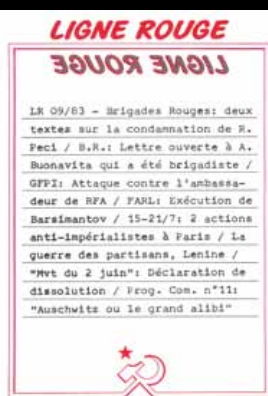 LIGNE ROUGE
LIGNE ROUGE
LR 09/83 - Brigades Rouges: deux
textes sur la condamnation de R.
Peci / B.R.: Lettre ouverte à A.
Buonavita qui a été brigadiste /
GFPI: Attaque contre l'ambassa-
deur de RFA / FARL: Exécution de
Barsimantov / 15-21/7: 2 actions
anti-impérialistes à Paris / La
guerre des partisans, Lenine /
"Mvt du 2 juin": Déclaration de
dissolution / Prog. Com. n°11:
"Auschwitz ou le grand alibi"